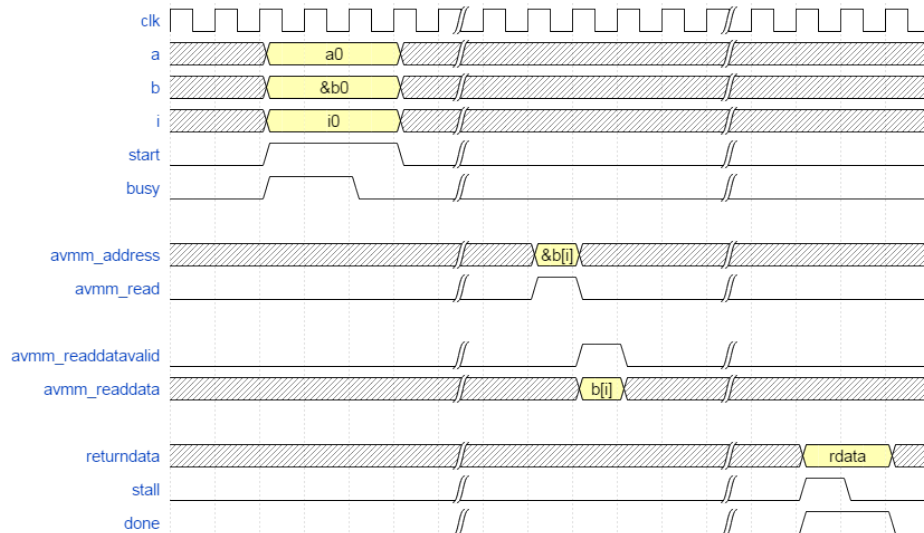 clk
a a0
b &b0
i i0
start
busy
avmm_address &b[i]
avmm_read
avmm_readdatavalid
avmm_readdata b[i]
returndata rdata
stall
done